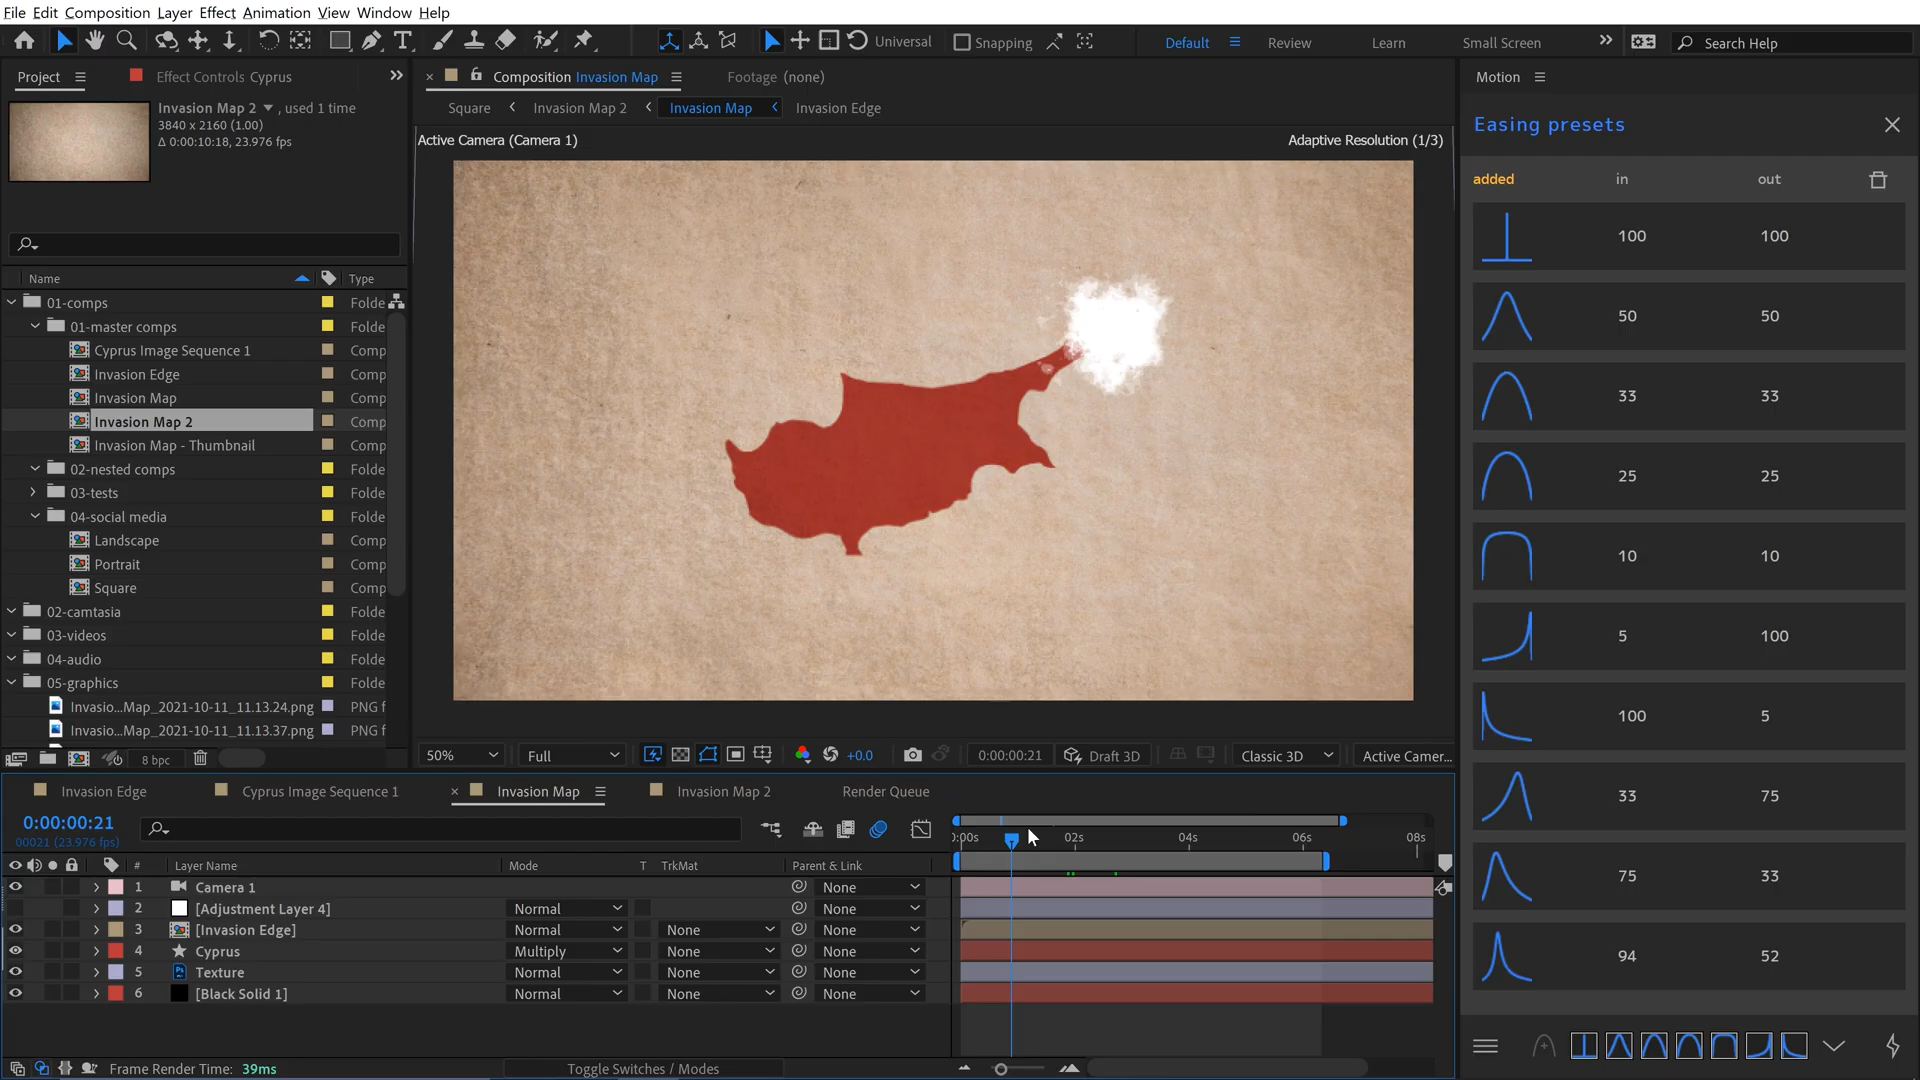 File Edit Composition Layer Effect Animation View Window Help
Universal Snapping Default Review Learn Small Screen Search Help
Project Effect Controls Cyprus
Invasion Map 2 , used 1 time
3840 x 2160 (1.00)
Δ 0:00:10:18, 23.976 fps
Name Type
01-comps Folde
01-master comps Folde
Cyprus Image Sequence 1 Comp
Invasion Edge Comp
Invasion Map Comp
Invasion Map 2 Comp
Invasion Map - Thumbnail Comp
02-nested comps Folde
03-tests Folde
04-social media Folde
Landscape Comp
Portrait Comp
Square Comp
02-camtasia Folde
03-videos Folde
04-audio Folde
05-graphics Folde
Invasio...Map_2021-10-11_11.13.24.png PNG f
Invasio...Map_2021-10-11_11.13.37.png PNG f
8 bpc
Composition Invasion Map Footage (none)
Square Invasion Map 2 Invasion Map Invasion Edge
Active Camera (Camera 1) Adaptive Resolution (1/3)
50% Full +0.0 0:00:00:21 Draft 3D Classic 3D Active Camer...
Motion
Easing presets
added in out
100 100
50 50
33 33
25 25
10 10
5 100
100 5
33 75
75 33
94 52
Invasion Edge Cyprus Image Sequence 1 Invasion Map Invasion Map 2 Render Queue
0:00:00:21
00021 (23.976 fps)
:00s 02s 04s 06s 08s
# Layer Name Mode T TrkMat Parent & Link
1 Camera 1 None
2 [Adjustment Layer 4] Normal None
3 [Invasion Edge] Normal None None
4 Cyprus Multiply None None
5 Texture Normal None None
6 [Black Solid 1] Normal None None
Frame Render Time: 39ms Toggle Switches / Modes